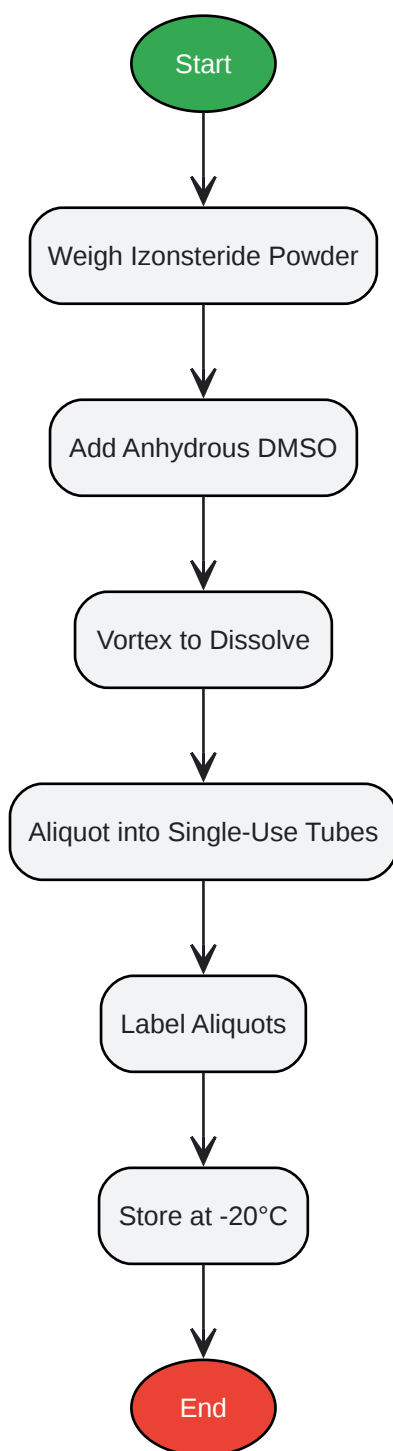 Start
Weigh Izonsteride Powder
Add Anhydrous DMSO
Vortex to Dissolve
Aliquot into Single-Use Tubes
Label Aliquots
Store at -20°C
End